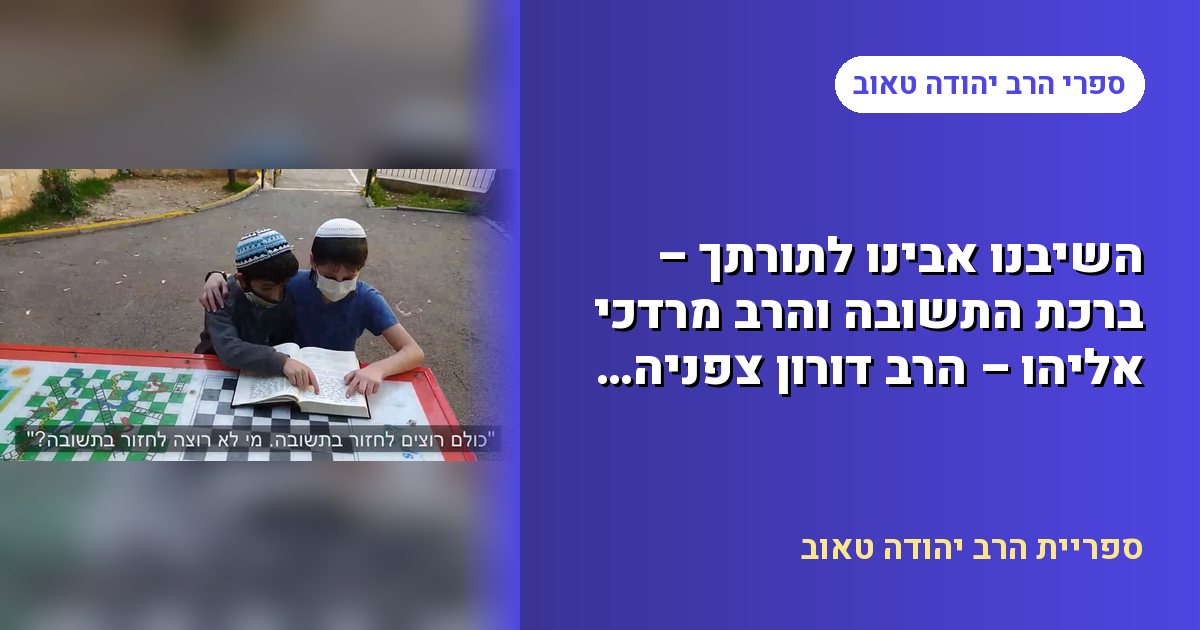 ספרי הרב יהודה טאוב
השיבנו אבינו לתורתך –
ברכת התשובה והרב מרדכי
אליהו – הרב דורון צפניה...
"כולם רוצים לחזור בתשובה. מי לא רוצה לחזור בתשובה?"
ספריית הרב יהודה טאוב